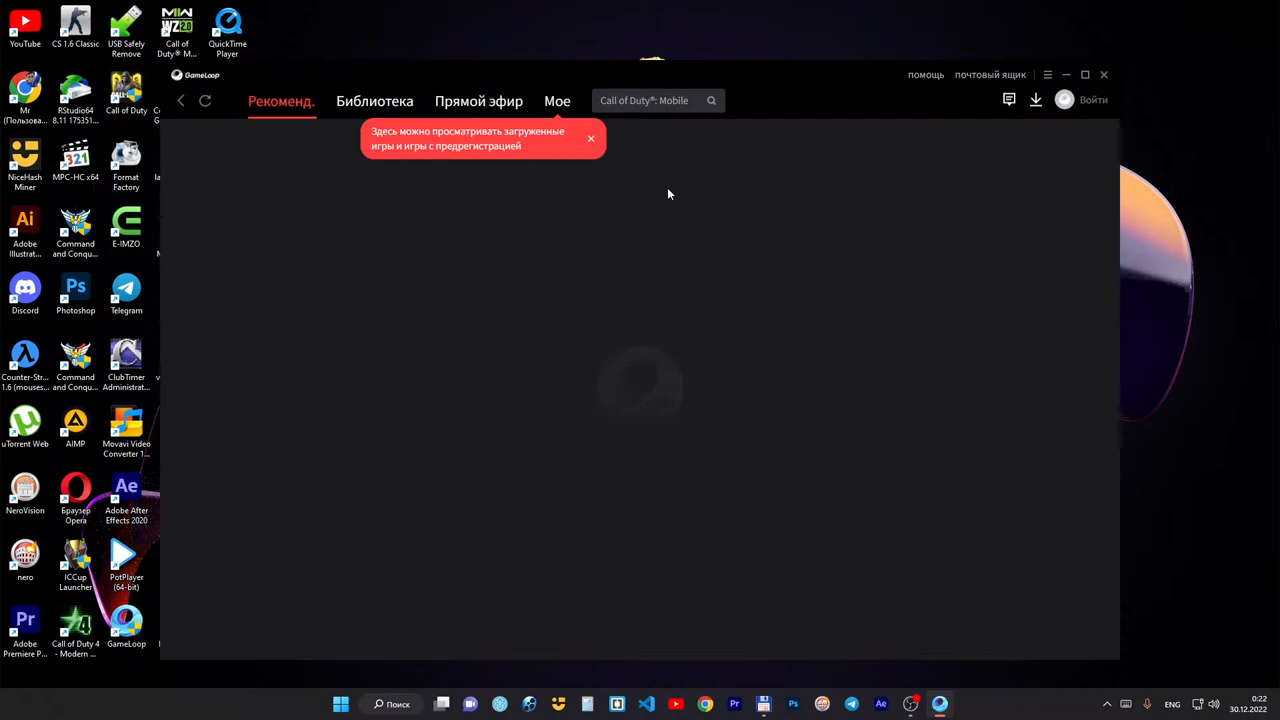 YouTube
CS 1.6 Classic
USB Safely
Remove
Call of
Duty® M...
QuickTime
Player
Mr
(Пользова...
RStudio64
8.11 175351...
Call of Duty
NiceHash
Miner
MPC-HC x64
Format
Factory
Adobe
Illustrat...
Command
and Conqu...
E-IMZO
Discord
Photoshop
Telegram
Counter-Str...
1.6 (mouses...
Command
and Conqu...
ClubTimer
Administrat...
uTorrent Web
AIMP
Movavi Video
Converter 1...
NeroVision
Браузер
Opera
Adobe After
Effects 2020
nero
ICCup
Launcher
PotPlayer
(64-bit)
Adobe
Premiere P...
Call of Duty 4
- Modern ...
GameLoop
GameLoop
помощь
почтовый ящик
Рекоменд.
Библиотека
Прямой эфир
Мое
Call of Duty®: Mobile
Войти
Здесь можно просматривать загруженные
игры и игры с предрегистрацией
Поиск
ENG
0:22
30.12.2022